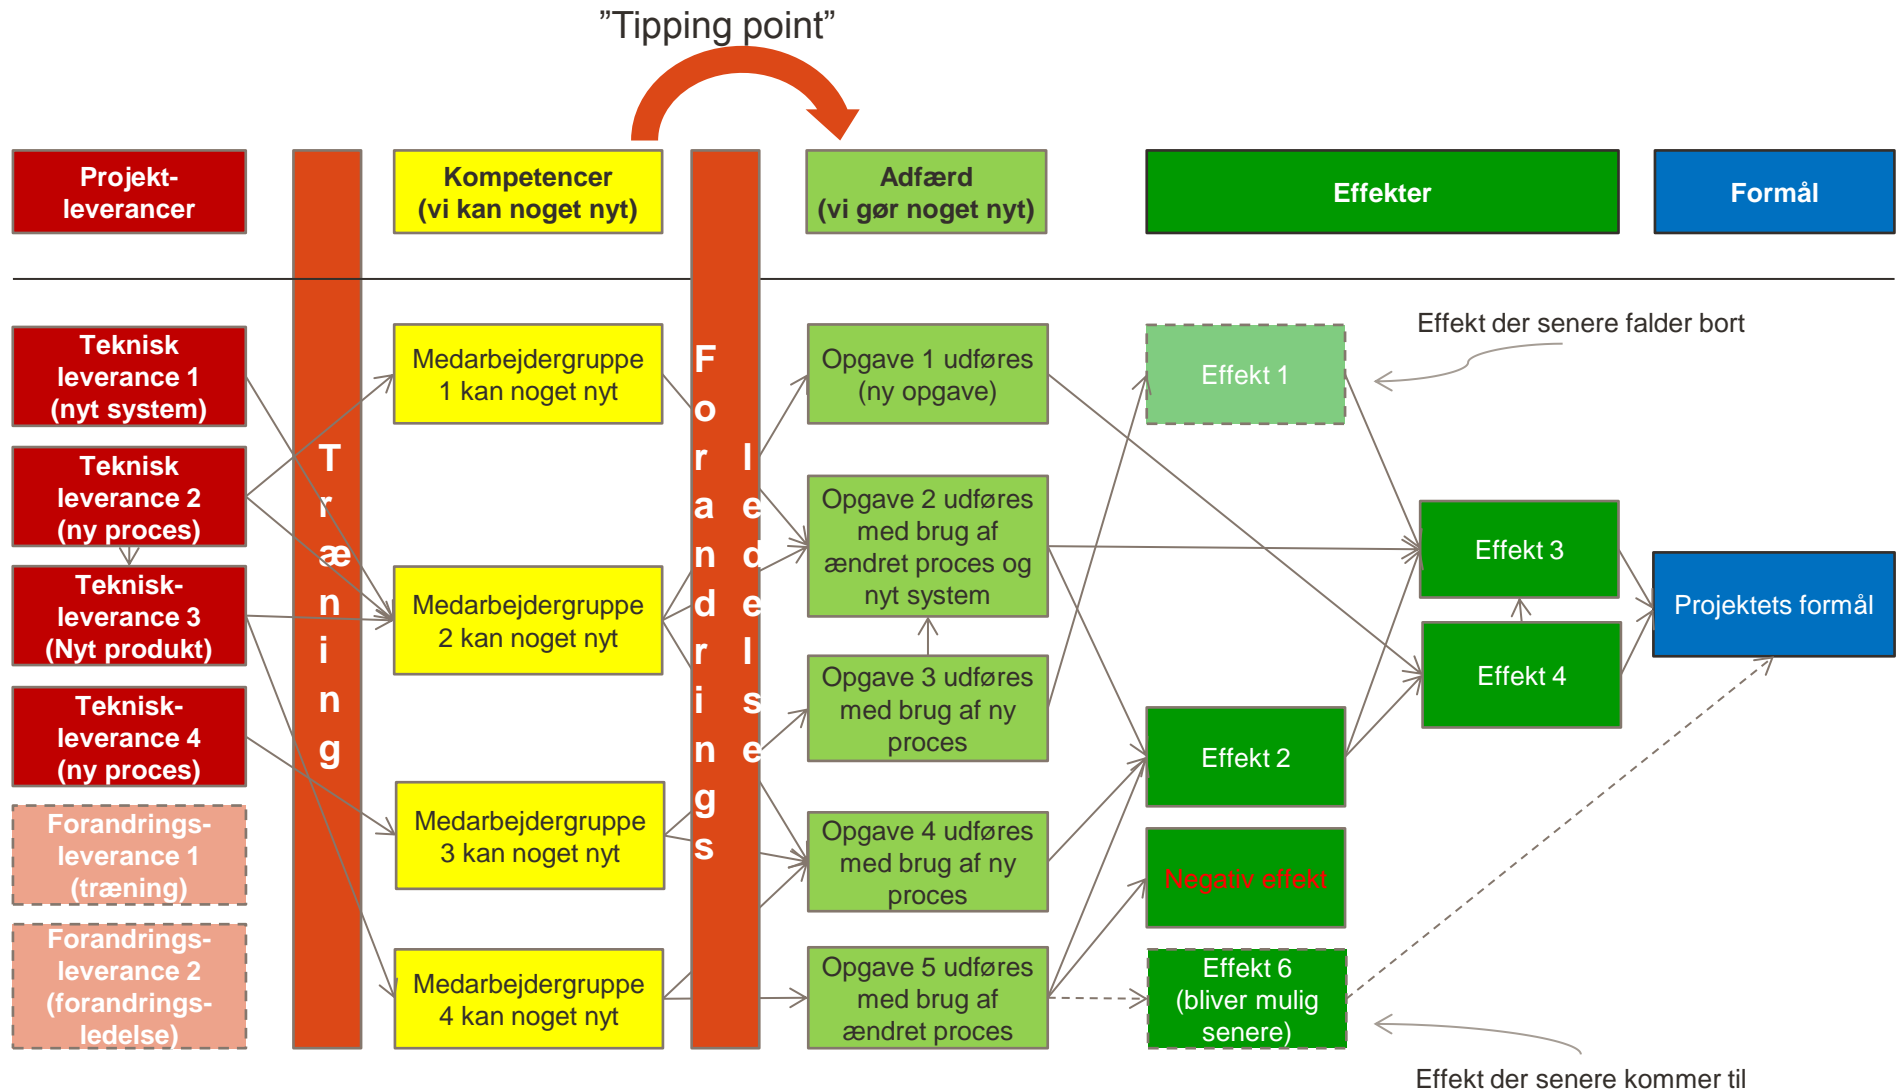 ”Tipping point”
Projekt-
leverancer
Kompetencer
(vi kan noget nyt)
Adfærd
(vi gør noget nyt)
Effekter
Formål
Teknisk
leverance 1
(nyt system)
Teknisk
leverance 2
(ny proces)
Teknisk-
leverance 3
(Nyt produkt)
Teknisk-
leverance 4
(ny proces)
Forandrings-
leverance 1
(træning)
Forandrings-
leverance 2
(forandrings-
ledelse)
Træning
Medarbejdergruppe
1 kan noget nyt
Medarbejdergruppe
2 kan noget nyt
Medarbejdergruppe
3 kan noget nyt
Medarbejdergruppe
4 kan noget nyt
Forandrings
ledelse
Opgave 1 udføres
(ny opgave)
Opgave 2 udføres
med brug af
ændret proces og
nyt system
Opgave 3 udføres
med brug af ny
proces
Opgave 4 udføres
med brug af ny
proces
Opgave 5 udføres
med brug af
ændret proces
Effekt der senere falder bort
Effekt 1
Effekt 2
Negativ effekt
Effekt 6
(bliver mulig
senere)
Effekt 3
Effekt 4
Projektets formål
Effekt der senere kommer til